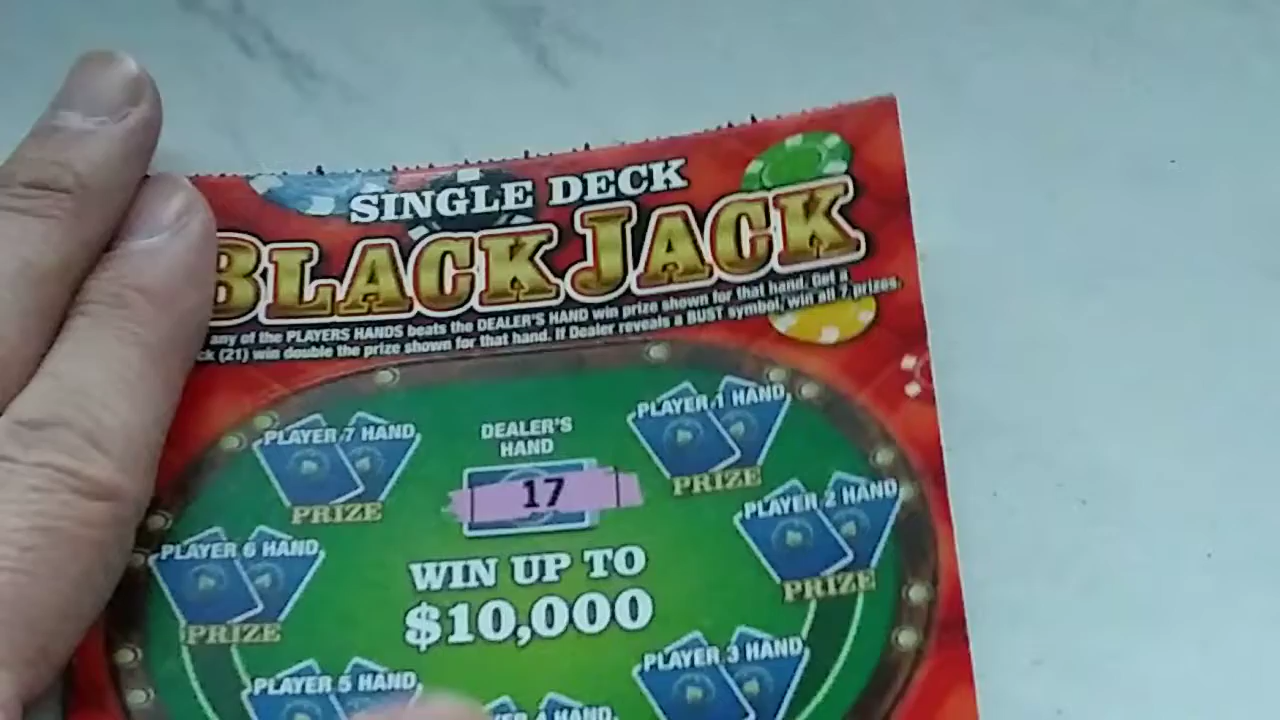 SINGLE DECK
BLACKJACK
any of the PLAYERS HANDS beats the DEALER'S HAND win prize shown for that hand. Get a
ck (21) win double the prize shown for that hand. If Dealer reveals a BUST symbol, win all 7 prizes.
PLAYER 7 HAND
PRIZE
DEALER'S
HAND
17
PLAYER 1 HAND
PRIZE
PLAYER 6 HAND
PRIZE
PLAYER 2 HAND
PRIZE
WIN UP TO
$10,000
PLAYER 5 HAND
4 HAND
PLAYER 3 HAND